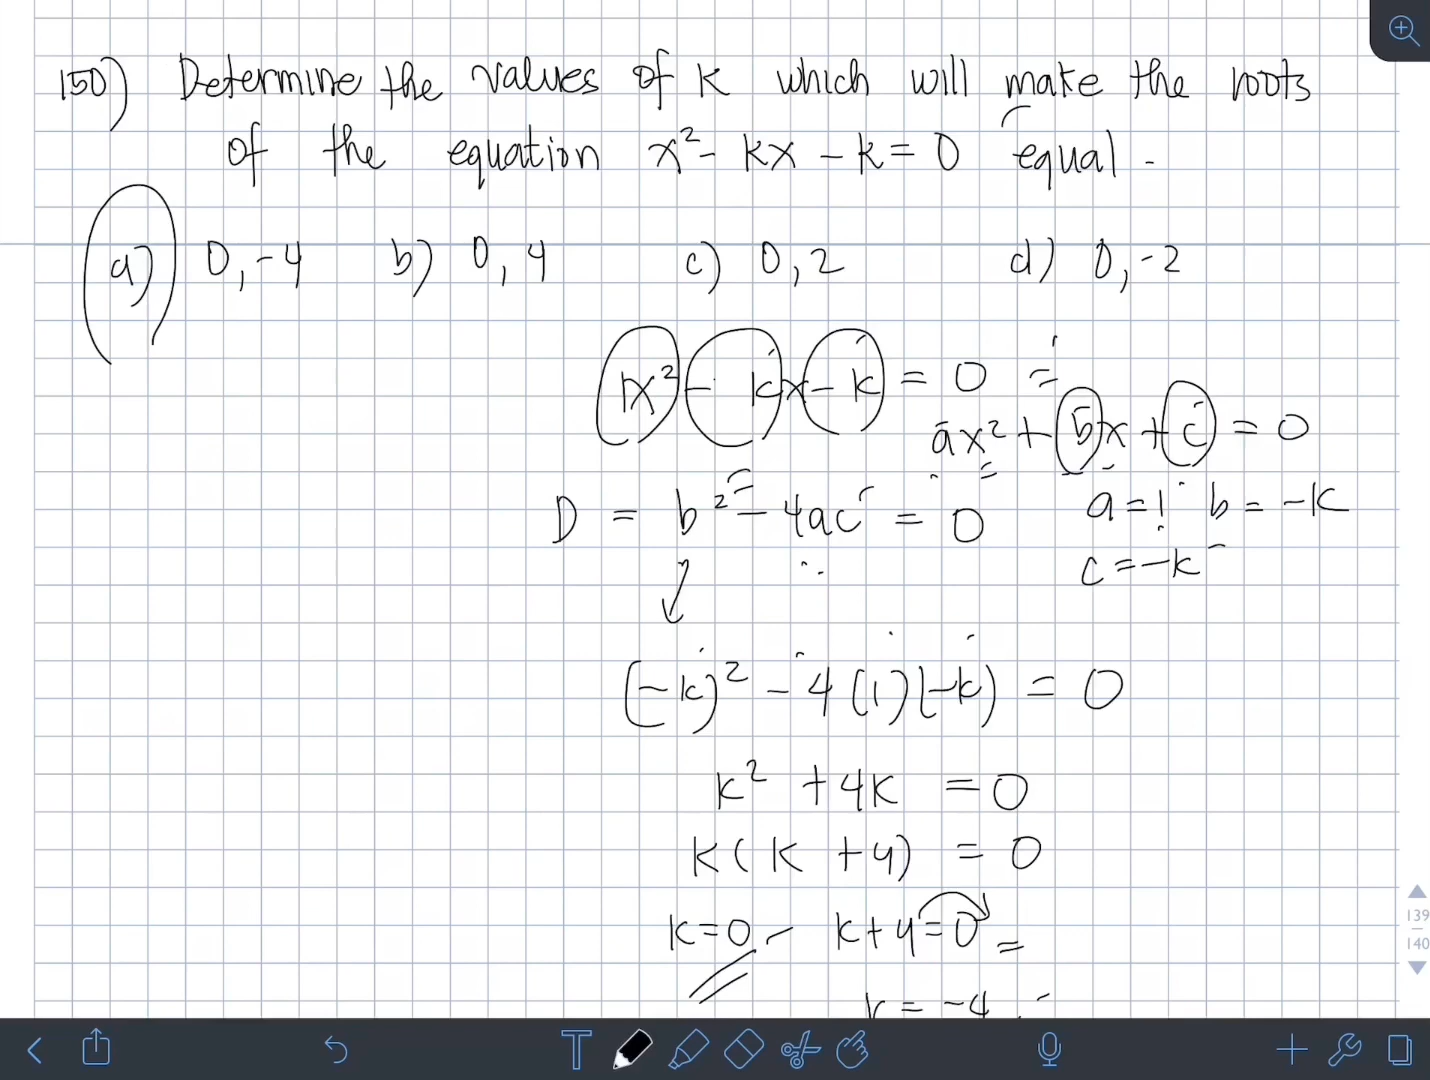 150) Determine the values of K which will make the roots
of the equation x² - kx - k = 0 equal.
a) 0, -4 b) 0, 4 c) 0, 2 d) 0, -2
1x² - kx - k = 0
ax² + bx + c = 0
D = b² - 4ac = 0
a = 1 b = -k
c = -k
(-k)² - 4(1)(-k) = 0
k² + 4k = 0
k(k + 4) = 0
k = 0 k + 4 = 0
k = -4
139
140
T